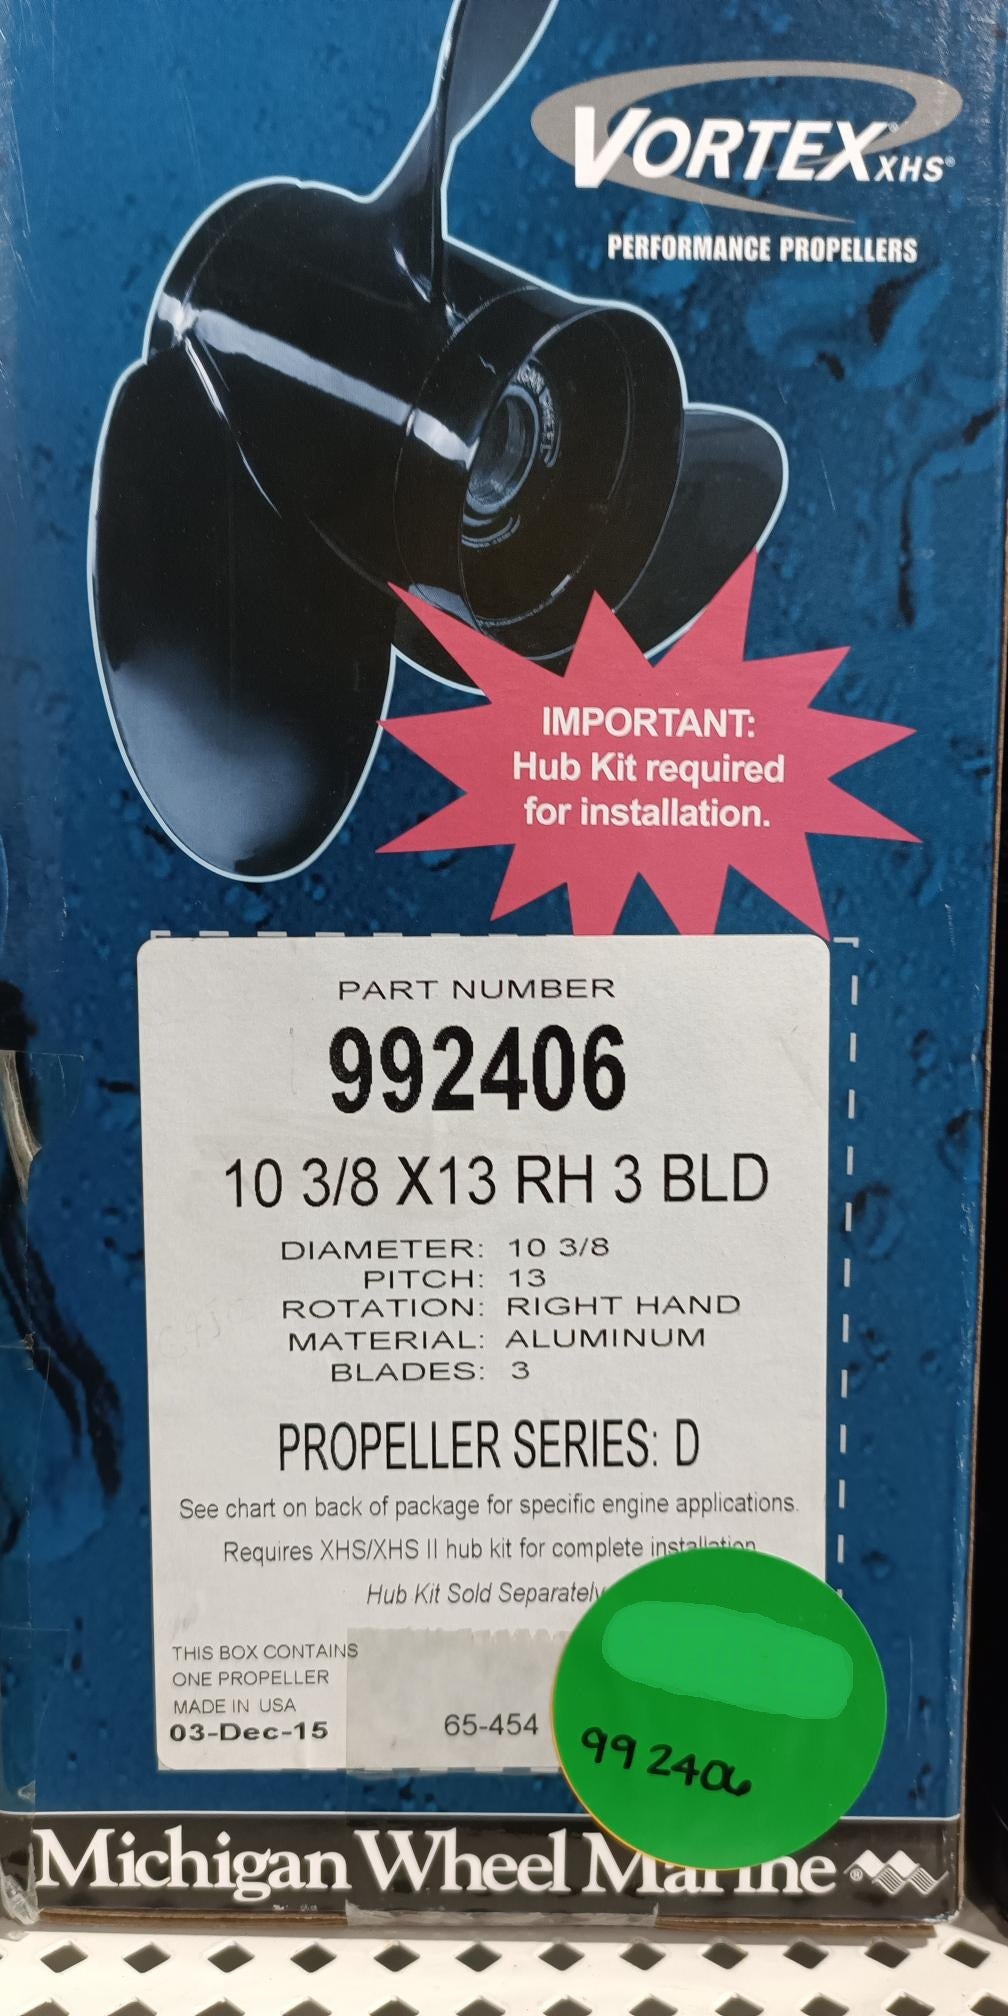 VORTEX® XHS®
PERFORMANCE PROPELLERS
IMPORTANT:
Hub Kit required
for installation.
PART NUMBER
992406
10 3/8 X13 RH 3 BLD
DIAMETER: 10 3/8
PITCH: 13
ROTATION: RIGHT HAND
MATERIAL: ALUMINUM
BLADES: 3
PROPELLER SERIES: D
See chart on back of package for specific engine applications.
Requires XHS/XHS II hub kit for complete installation
Hub Kit Sold Separately
THIS BOX CONTAINS
ONE PROPELLER
MADE IN USA
03-Dec-15
65-454
992406
Michigan Wheel Marine®